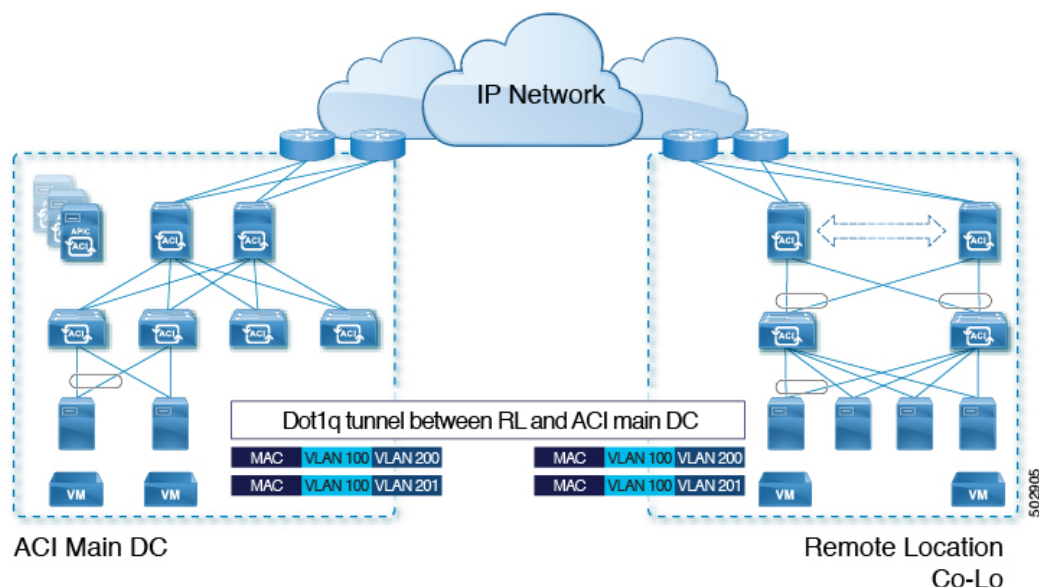 IP Network
APIC
ACI
ACI
ACI
ACI
ACI
ACI
ACI
ACI
ACI
ACI
ACI
Dot1q tunnel between RL and ACI main DC
MAC VLAN 100 VLAN 200
MAC VLAN 100 VLAN 201
MAC VLAN 100 VLAN 200
MAC VLAN 100 VLAN 201
VM
VM
VM
VM
502905
ACI Main DC
Remote Location
Co-Lo